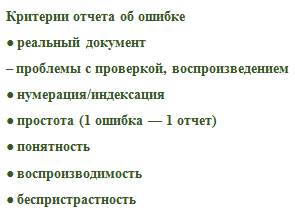 Критерии отчета об ошибке
● реальный документ
– проблемы с проверкой, воспроизведением
● нумерация/индексация
● простота (1 ошибка — 1 отчет)
● понятность
● воспроизводимость
● беспристрастность